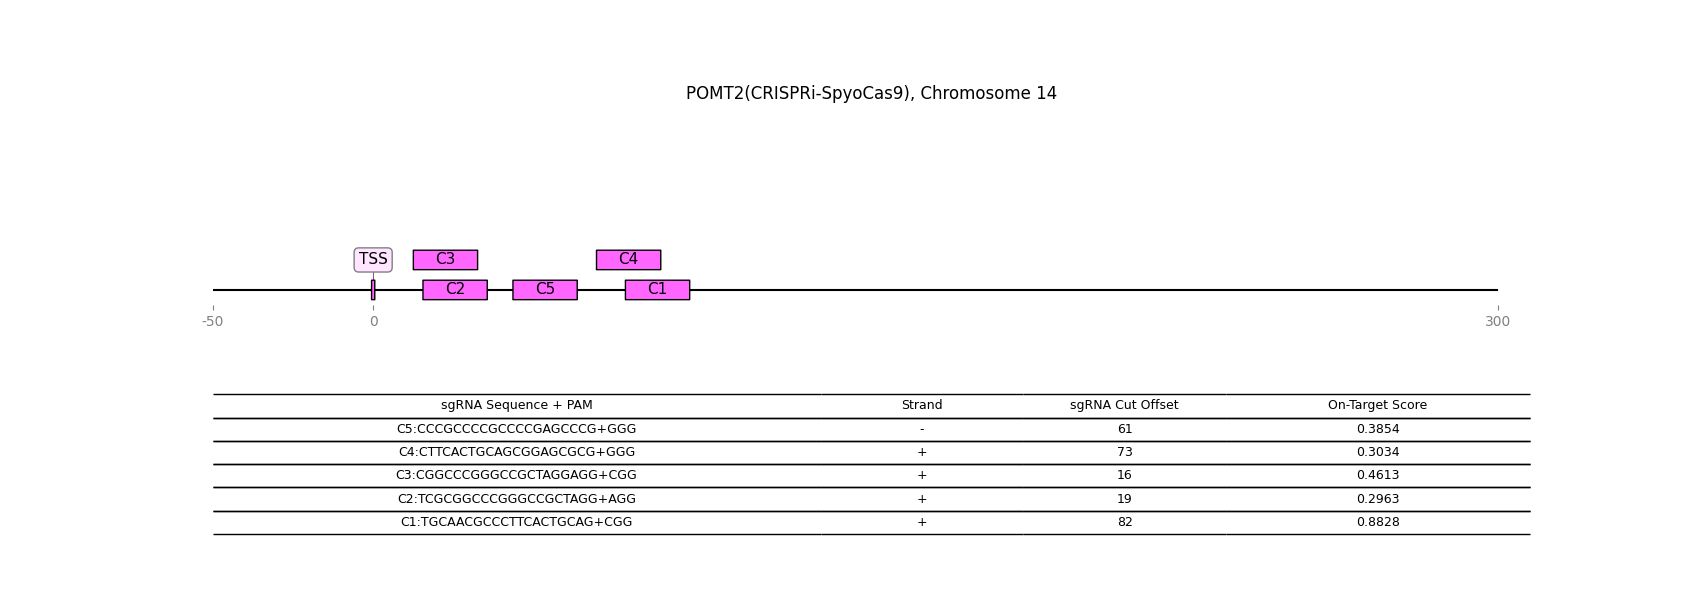 POMT2(CRISPRi-SpyoCas9), Chromosome 14
TSS C3 C4
C2 C5 C1
-50 0 300
sgRNA Sequence + PAM Strand sgRNA Cut Offset On-Target Score
C5:CCCGCCCCGCCCCGAGCCCG+GGG - 61 0.3854
C4:CTTCACTGCAGCGGAGCGCG+GGG + 73 0.3034
C3:CGGCCCGGGCCGCTAGGAGG+CGG + 16 0.4613
C2:TCGCGGCCCGGGCCGCTAGG+AGG + 19 0.2963
C1:TGCAACGCCCTTCACTGCAG+CGG + 82 0.8828